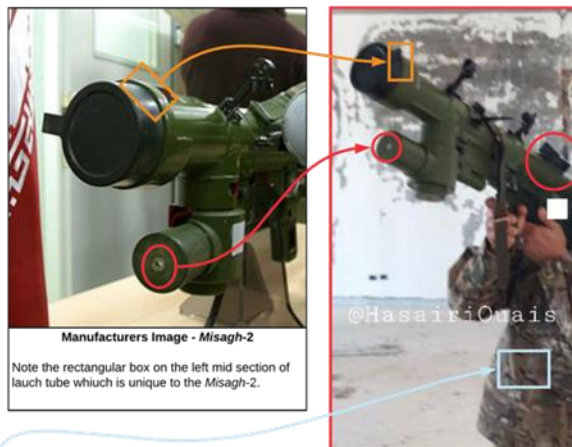 Manufacturers Image - Misagh-2
Note the rectangular box on the left mid section of
lauch tube whiuch is unique to the Misagh-2.
@HasairiOuais